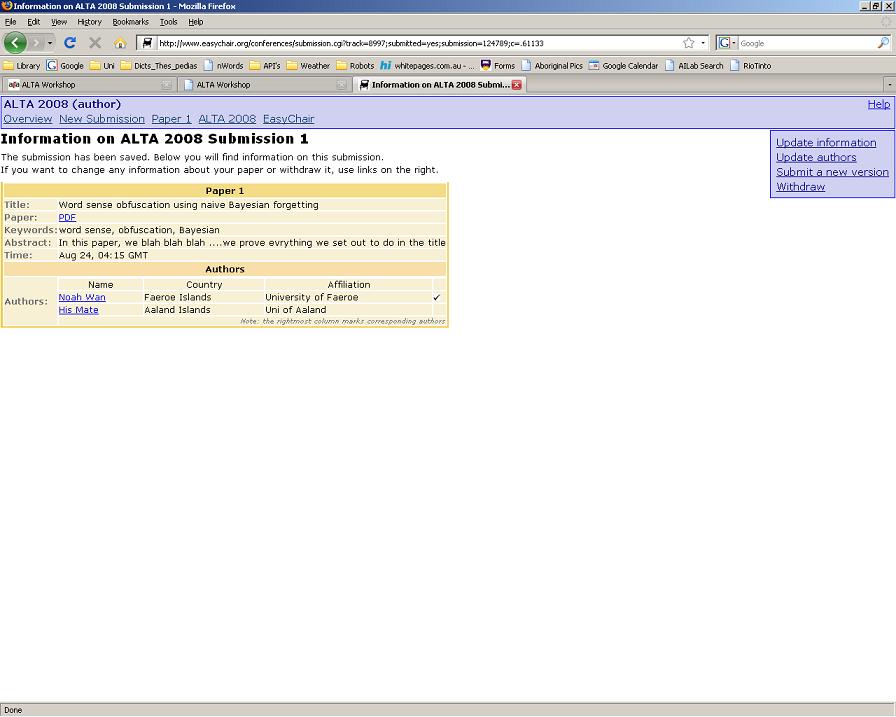 Information on ALTA 2008 Submission 1 - Mozilla Firefox
File Edit View History Bookmarks Tools Help
http://www.easychair.org/conferences/submission.cgi?track=8997;submitted=yes;submission=124789;c=.61133
Google
Library Google Uni Dicts_Thes_pedias nWords API's Weather Robots hi whitepages.com.au - ... Forms Aboriginal Pics Google Calendar AILab Search RioTinto
afa ALTA Workshop ALTA Workshop Information on ALTA 2008 Submi...
ALTA 2008 (author) Help
Overview New Submission Paper 1 ALTA 2008 EasyChair
Information on ALTA 2008 Submission 1
The submission has been saved. Below you will find information on this submission.
If you want to change any information about your paper or withdraw it, use links on the right.
Update information
Update authors
Submit a new version
Withdraw
Paper 1
Title: Word sense obfuscation using naive Bayesian forgetting
Paper: PDF
Keywords: word sense, obfuscation, Bayesian
Abstract: In this paper, we blah blah blah ....we prove evrything we set out to do in the title
Time: Aug 24, 04:15 GMT
Authors
Name Country Affiliation
Authors:
Noah Wan Faeroe Islands University of Faeroe ✓
His Mate Aaland Islands Uni of Aaland
Note: the rightmost column marks corresponding authors
Done